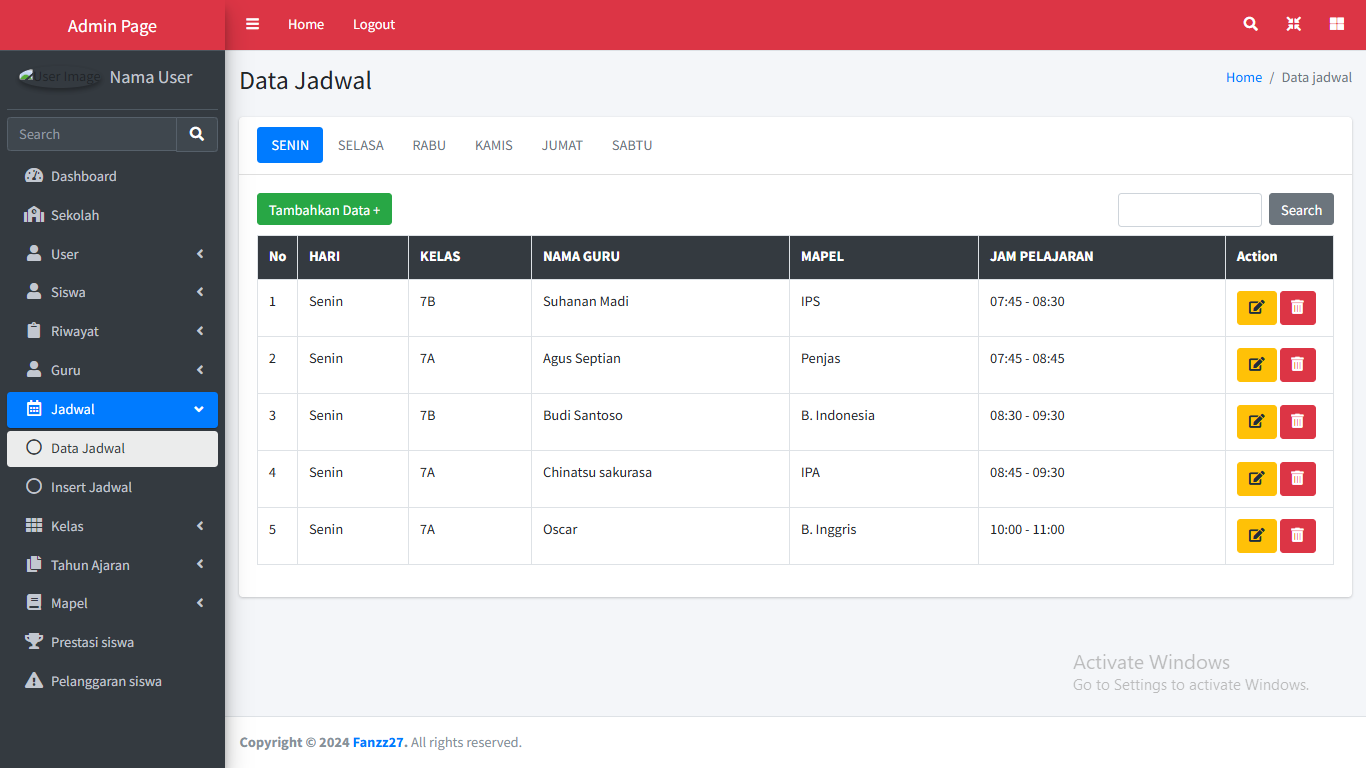 Admin Page
Home Logout
User Image Nama User
Search
Dashboard
Sekolah
User
Siswa
Riwayat
Guru
Jadwal
Data Jadwal
Insert Jadwal
Kelas
Tahun Ajaran
Mapel
Prestasi siswa
Pelanggaran siswa
Data Jadwal
Home / Data jadwal
SENIN SELASA RABU KAMIS JUMAT SABTU
Tambahkan Data + Search
No HARI KELAS NAMA GURU MAPEL JAM PELAJARAN Action
1 Senin 7B Suhanan Madi IPS 07:45 - 08:30
2 Senin 7A Agus Septian Penjas 07:45 - 08:45
3 Senin 7B Budi Santoso B. Indonesia 08:30 - 09:30
4 Senin 7A Chinatsu sakurasa IPA 08:45 - 09:30
5 Senin 7A Oscar B. Inggris 10:00 - 11:00
Activate Windows
Go to Settings to activate Windows.
Copyright © 2024 Fanzz27. All rights reserved.